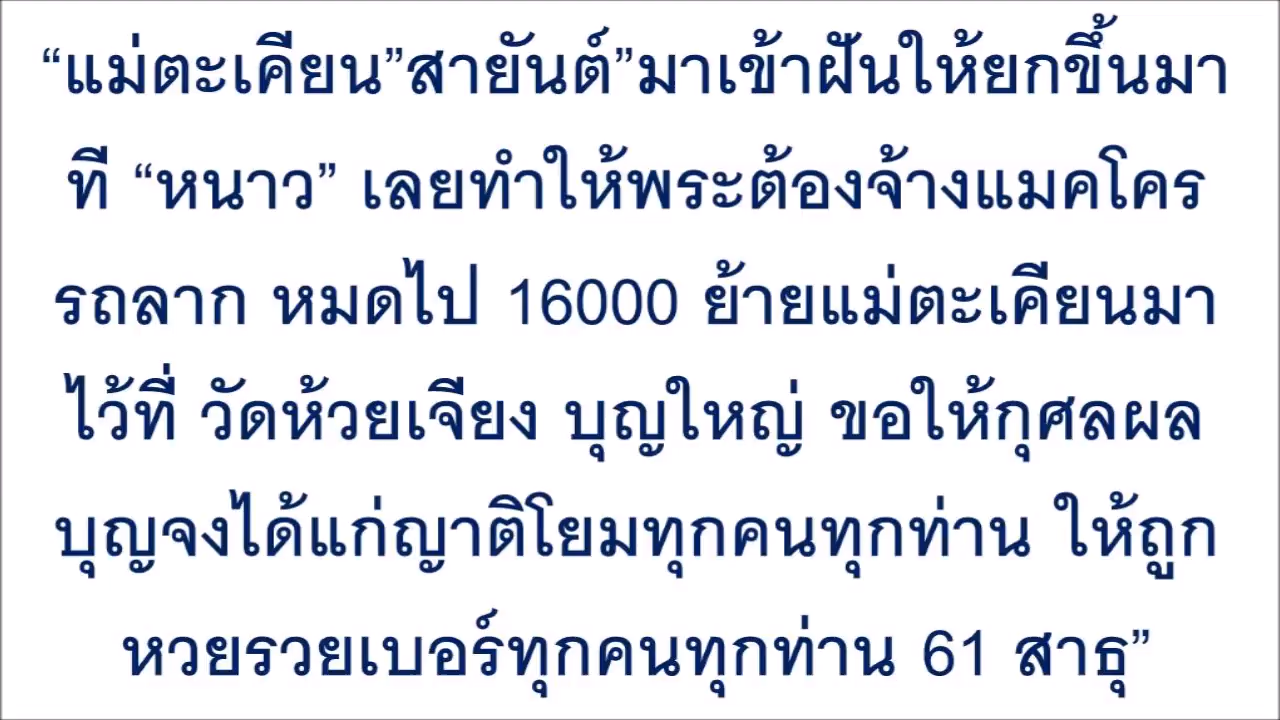 “แม่ตะเคียน”สายันต์”มาเข้าฝันให้ยกขึ้นมา
ที “หนาว” เลยทำให้พระต้องจ้างแมคโคร
รถลาก หมดไป 16000 ย้ายแม่ตะเคียนมา
ไว้ที่ วัดห้วยเจียง บุญใหญ่ ขอให้กุศลผล
บุญจงได้แก่ญาติโยมทุกคนทุกท่าน ให้ถูก
หวยรวยเบอร์ทุกคนทุกท่าน 61 สาธุ”